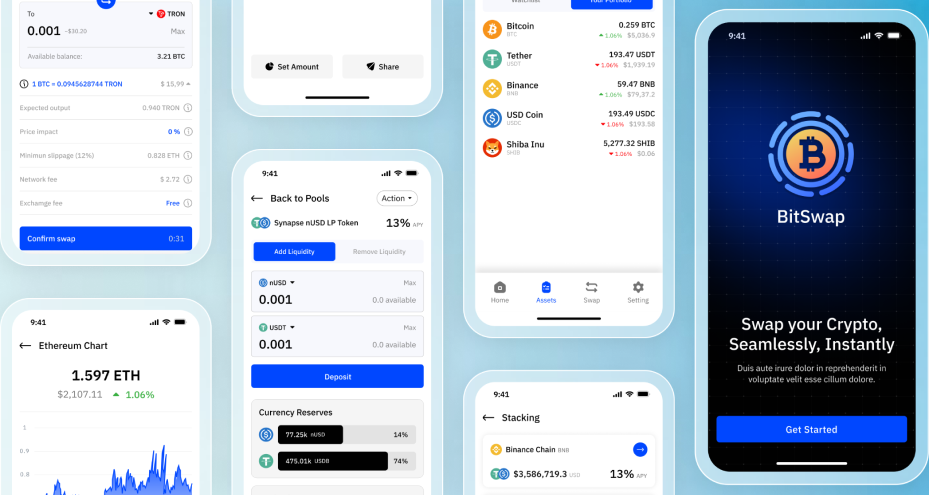 To
TRON
0.001 ~$30.20
Max
Available balance:
3.21 BTC
1 BTC = 0.0945628744 TRON
$ 15,99
Expected output
0.940 TRON
Price impact
0 %
Minimun slippage (12%)
0.828 ETH
Network fee
$ 2,72
Exchamge fee
Free
Confirm swap
0:31
9:41
Ethereum Chart
1.597 ETH
$2,107.11
1.06%
1
0.9
0.8
Set Amount
Share
9:41
Back to Pools
Action
Synapse nUSD LP Token
13% APY
Add Liquidity
Remove Liquidity
nUSD
Max
0.001
0.0 available
USDT
Max
0.001
0.0 available
Deposit
Currency Reserves
77.25k nUSD
14%
475.01k USDB
74%
Watchlist
Your Portfolio
Bitcoin
0.259 BTC
BTC
1.06% $5,036.9
Tether
193.47 USDT
USDT
1.06% $1,939.19
Binance
59.47 BNB
BNB
1.06% $79,37.2
USD Coin
193.49 USDC
USDC
1.06% $193.58
Shiba Inu
5,277.32 SHIB
SHIB
1.06% $0.06
Home
Assets
Swap
Setting
9:41
Stacking
Binance Chain BNB
$3,586,719.3 USD
13% APY
9:41
BitSwap
Swap your Crypto,
Seamlessly, Instantly
Duis aute irure dolor in reprehenderit in
voluptate velit esse cillum dolore.
Get Started